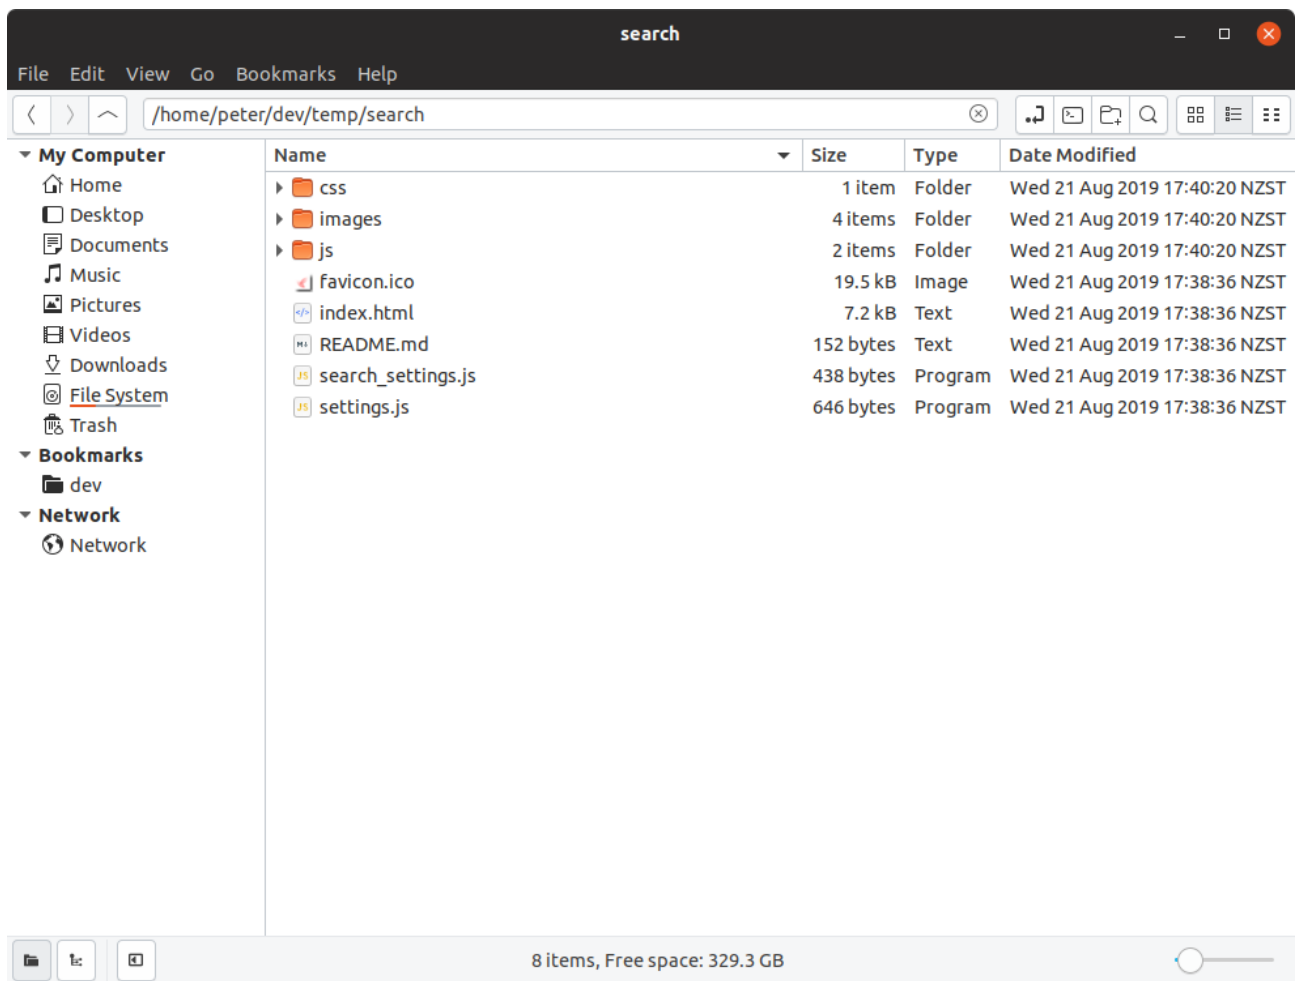 search
File Edit View Go Bookmarks Help
/home/peter/dev/temp/search
My Computer
Home
Desktop
Documents
Music
Pictures
Videos
Downloads
File System
Trash
Bookmarks
dev
Network
Network
Name Size Type Date Modified
css 1 item Folder Wed 21 Aug 2019 17:40:20 NZST
images 4 items Folder Wed 21 Aug 2019 17:40:20 NZST
js 2 items Folder Wed 21 Aug 2019 17:40:20 NZST
favicon.ico 19.5 kB Image Wed 21 Aug 2019 17:38:36 NZST
index.html 7.2 kB Text Wed 21 Aug 2019 17:38:36 NZST
README.md 152 bytes Text Wed 21 Aug 2019 17:38:36 NZST
search_settings.js 438 bytes Program Wed 21 Aug 2019 17:38:36 NZST
settings.js 646 bytes Program Wed 21 Aug 2019 17:38:36 NZST
8 items, Free space: 329.3 GB